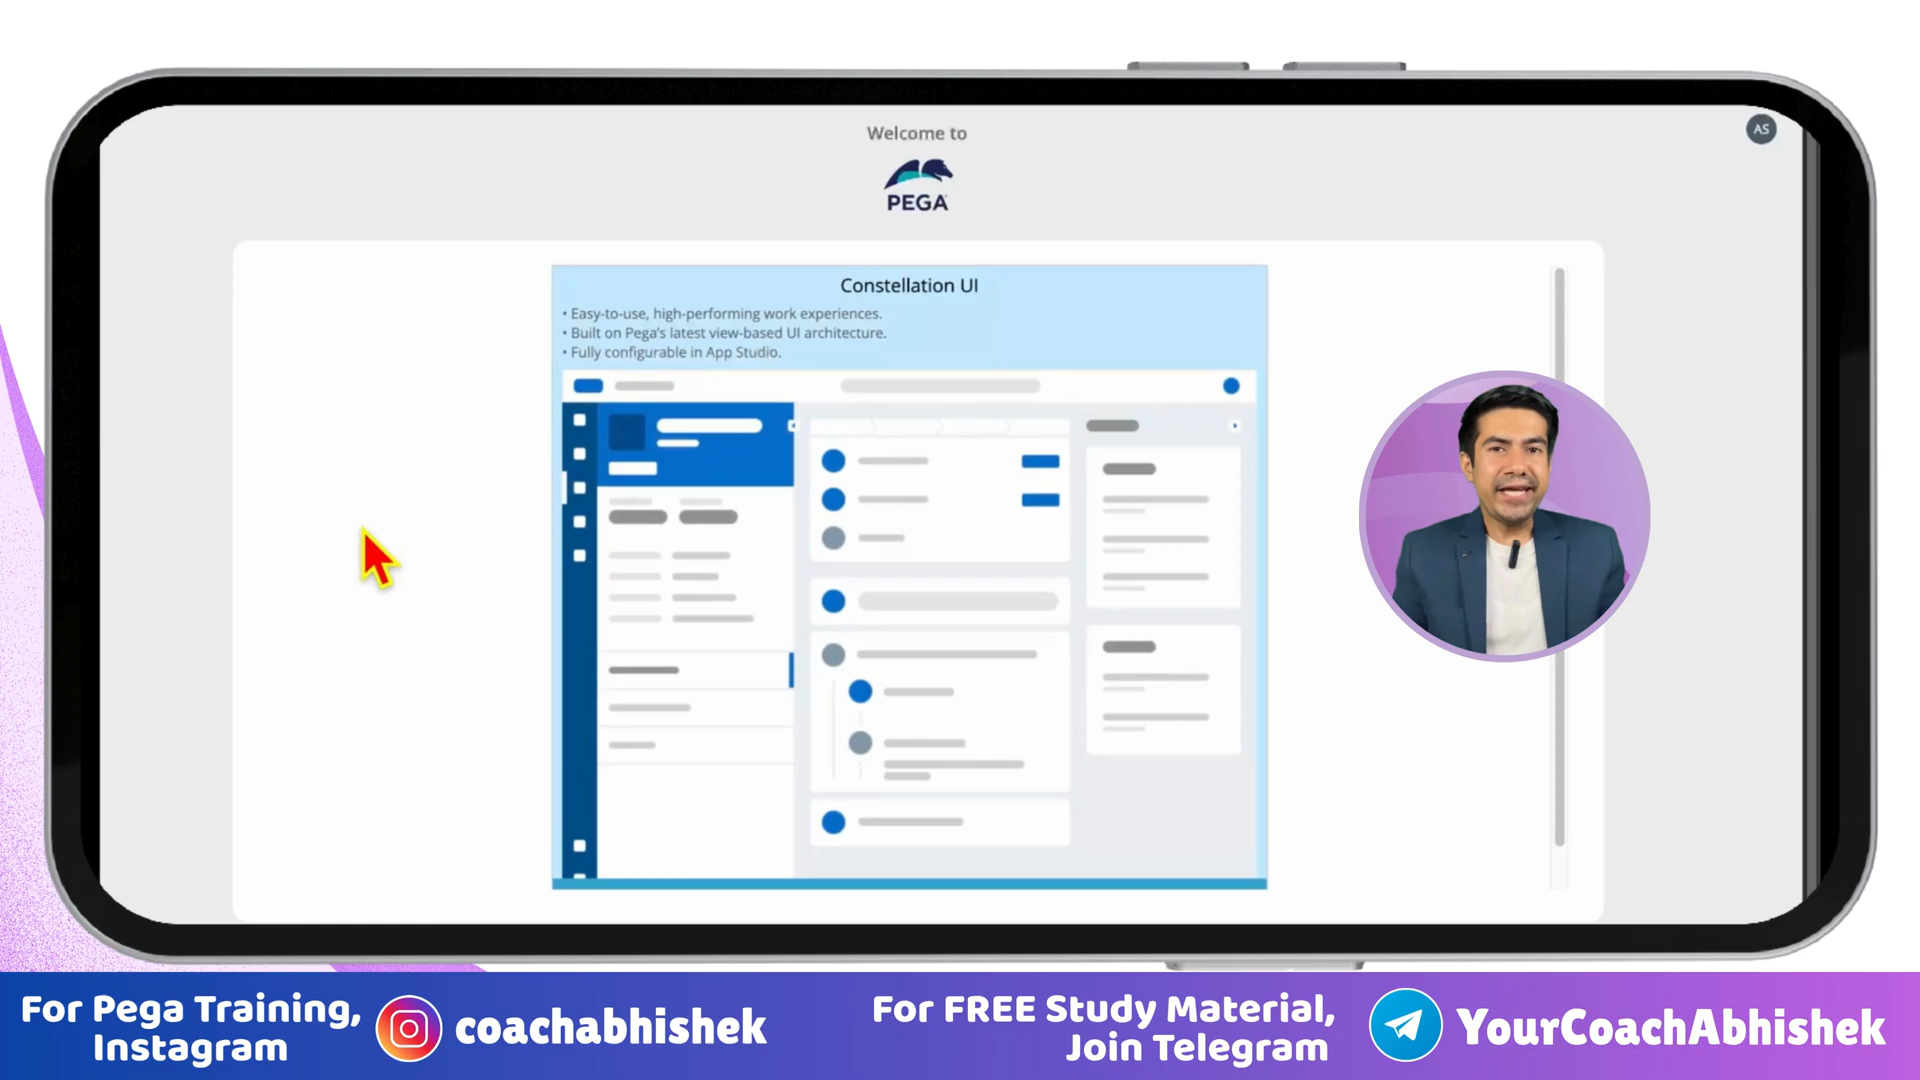 Welcome to
AS
PEGA
Constellation UI
• Easy-to-use, high-performing work experiences.
• Built on Pega's latest view-based UI architecture.
• Fully configurable in App Studio.
For Pega Training,
Instagram
coachabhishek
For FREE Study Material,
Join Telegram
YourCoachAbhishek